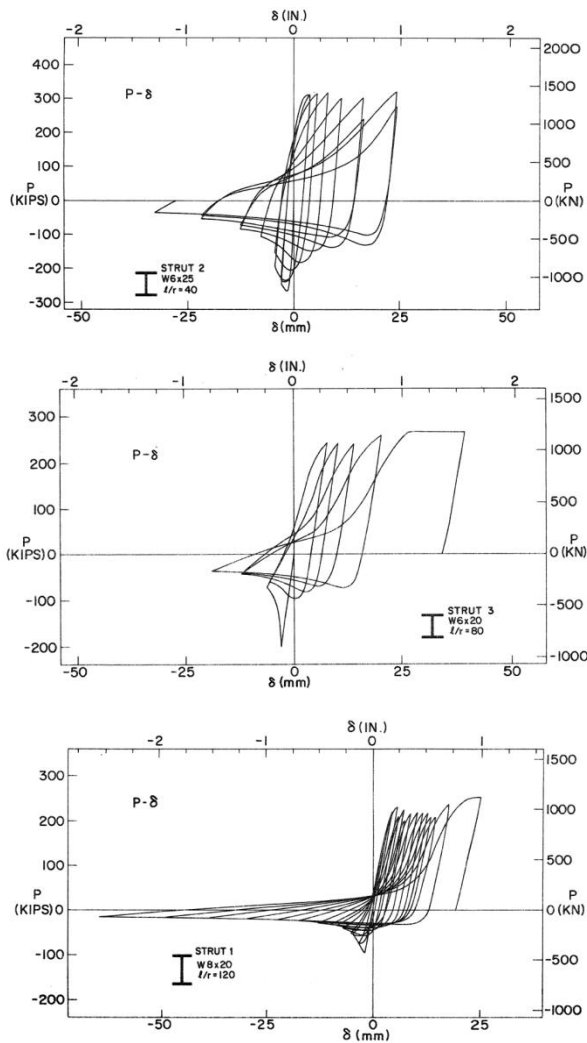 δ (IN.)
-2 -1 0 1 2
400 2000
P-δ
300 1500
200 1000
100 500
P (KIPS) 0 0 P (KN)
-100 -500
-200 -1000
-300
STRUT 2
W6x25
ℓ/r=40
-50 -25 0 25 50
δ(mm)
δ (IN.)
-2 -1 0 1 2
300 1500
P-δ
200 1000
100 500
P (KIPS) 0 0 P (KN)
-100 -500
-200 -1000
STRUT 3
W6x20
ℓ/r=80
-50 -25 0 25 50
δ(mm)
δ (IN.)
-2 -1 0 1
300 1500
P-δ
200 1000
100 500
P (KIPS) 0 0 (KN) P
-100 -500
-200 -1000
STRUT 1
W8x20
ℓ/r=120
-50 -25 0 25
δ (mm)